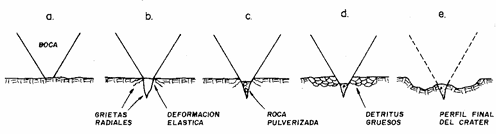 a.
b.
c.
d.
e.
BOCA
GRIETAS
RADIALES
DEFORMACION
ELASTICA
ROCA
PULVERIZADA
DETRITUS
GRUESOS
PERFIL FINAL
DEL CRATER